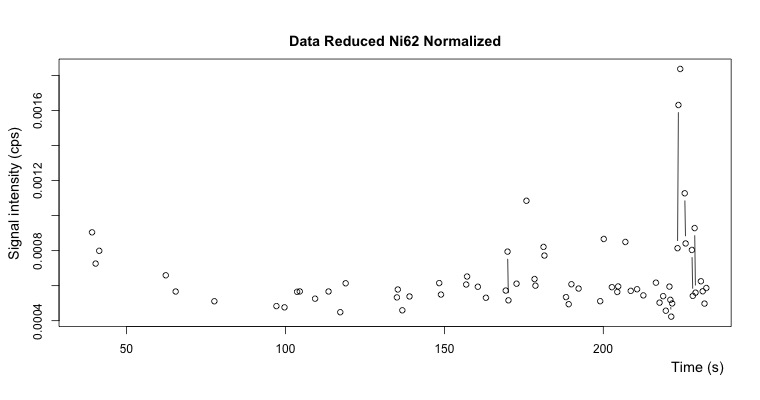 Data Reduced Ni62 Normalized
Signal intensity (cps)
0.0016
0.0012
0.0008
0.0004
50 100 150 200
Time (s)